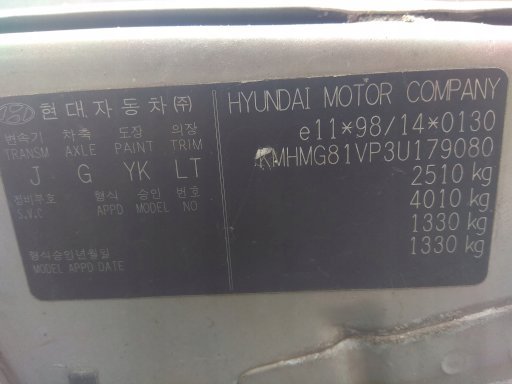 현대자동차(주)
변속기 차축 도장 의장
TRANSM AXLE PAINT TRIM
J G YK LT
정비부호 형식 승인 번호
S.V.C APPD MODEL NO
형식승인년월일
MODEL APPD DATE
HYUNDAI MOTOR COMPANY
e11*98/14*0130
KMHMG81VP3U179080
2510 kg
4010 kg
1330 kg
1330 kg